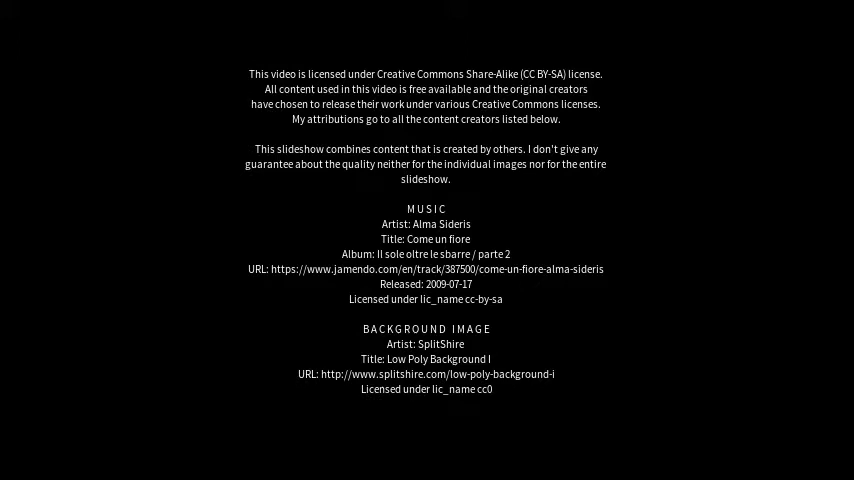 This video is licensed under Creative Commons Share-Alike (CC BY-SA) license.
All content used in this video is free available and the original creators
have chosen to release their work under various Creative Commons licenses.
My attributions go to all the content creators listed below.
This slideshow combines content that is created by others. I don't give any
guarantee about the quality neither for the individual images nor for the entire
slideshow.
MUSIC
Artist: Alma Sideris
Title: Come un fiore
Album: Il sole oltre le sbarre / parte 2
URL: https://www.jamendo.com/en/track/387500/come-un-fiore-alma-sideris
Released: 2009-07-17
Licensed under lic_name cc-by-sa
BACKGROUND IMAGE
Artist: SplitShire
Title: Low Poly Background I
URL: http://www.splitshire.com/low-poly-background-i
Licensed under lic_name cc0